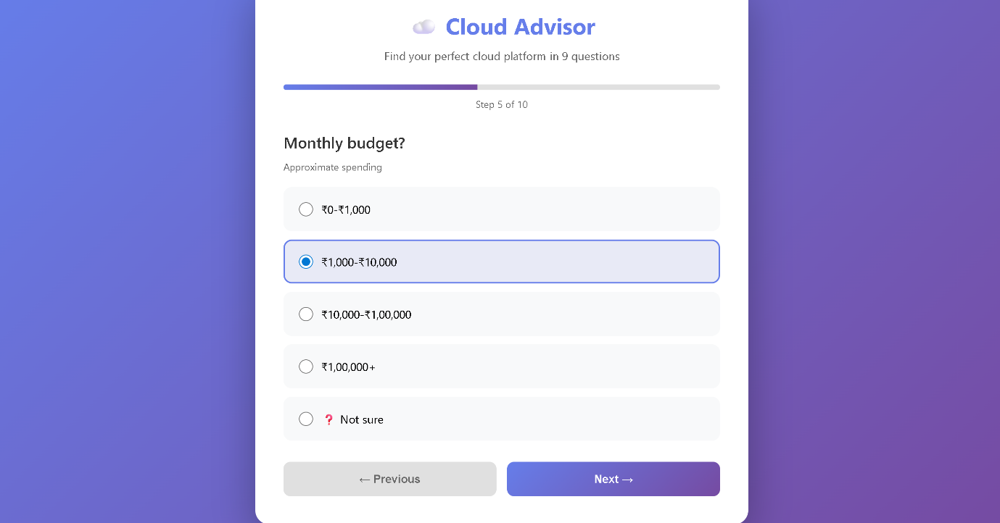 ☁️ Cloud Advisor
Find your perfect cloud platform in 9 questions
Step 5 of 10
Monthly budget?
Approximate spending
₹0-₹1,000
₹1,000-₹10,000
₹10,000-₹1,00,000
₹1,00,000+
❓ Not sure
← Previous
Next →